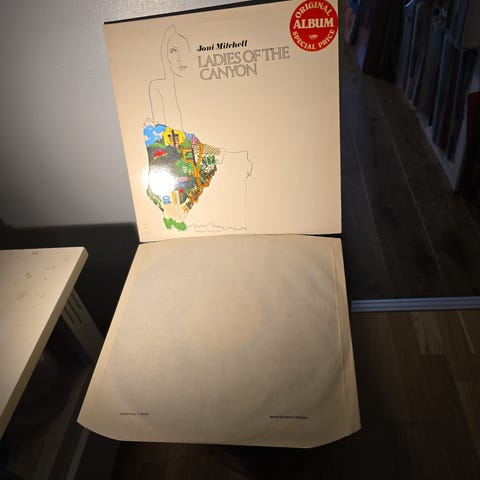 Joni Mitchell
LADIES OF THE
CANYON
ORIGINAL
ALBUM
SPECIAL PRICE